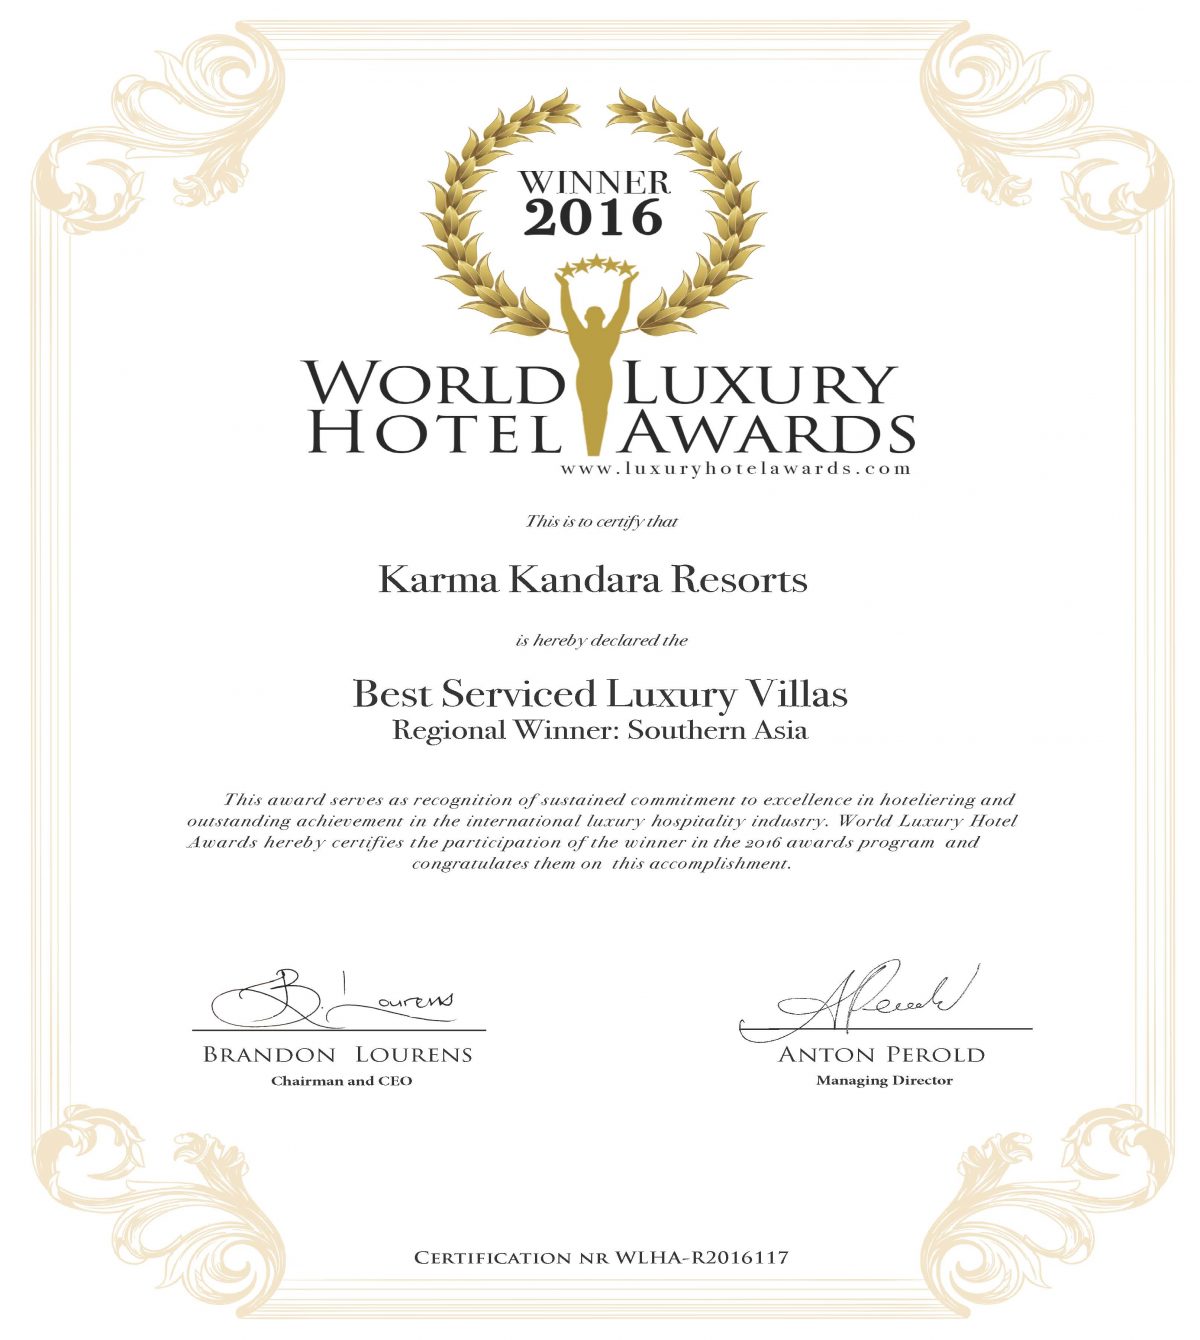 WINNER
2016
WORLD LUXURY
HOTEL AWARDS
www.luxuryhotelawards.com
This is to certify that
Karma Kandara Resorts
is hereby declared the
Best Serviced Luxury Villas
Regional Winner: Southern Asia
This award serves as recognition of sustained commitment to excellence in hoteliering and
outstanding achievement in the international luxury hospitality industry. World Luxury Hotel
Awards hereby certifies the participation of the winner in the 2016 awards program and
congratulates them on this accomplishment.
B. Lourens
APerold
BRANDON LOURENS
ANTON PEROLD
Chairman and CEO
Managing Director
CERTIFICATION NR WLHA-R2016117